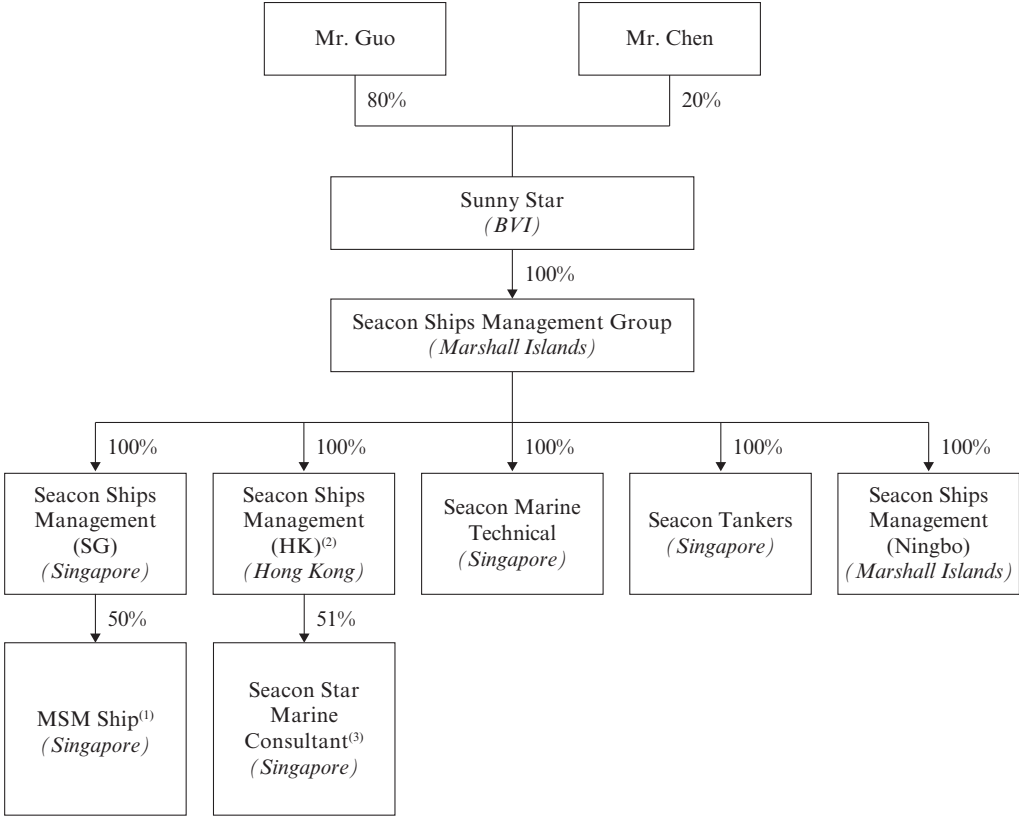 Mr. Guo
Mr. Chen
80%
20%
Sunny Star
(BVI)
100%
Seacon Ships Management Group
(Marshall Islands)
100%
100%
100%
100%
100%
Seacon Ships
Management
(SG)
(Singapore)
Seacon Ships
Management
(HK)(2)
(Hong Kong)
Seacon Marine
Technical
(Singapore)
Seacon Tankers
(Singapore)
Seacon Ships
Management
(Ningbo)
(Marshall Islands)
50%
51%
MSM Ship(1)
(Singapore)
Seacon Star
Marine
Consultant(3)
(Singapore)